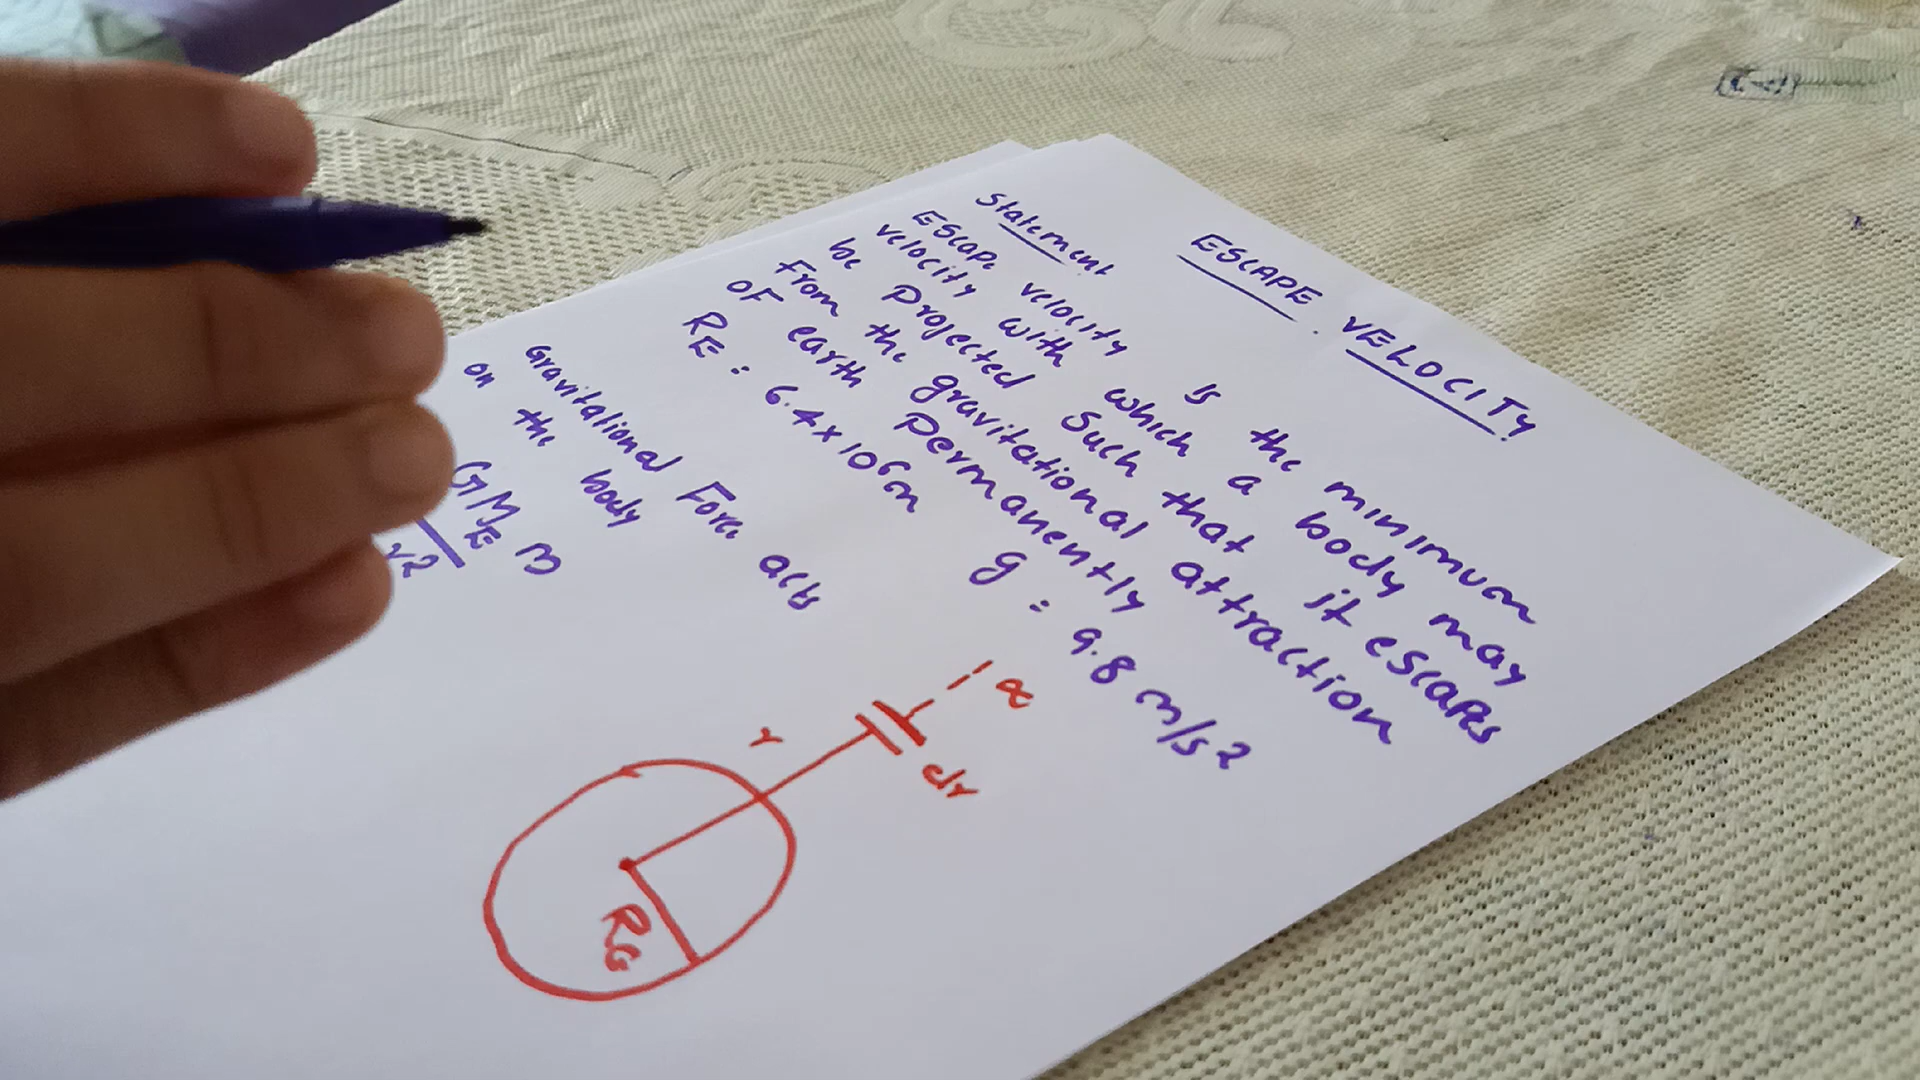 ESCAPE VELOCITY
Statement
Escape velocity is the minimum
velocity with which a body may
be projected such that it escapes
from the gravitational attraction
of earth permanently
RE : 6.4 x 10⁶ m g : 9.8 m/s²
Gravitational Force acts
on the body
GME m
r²
r
dr
∝
RG